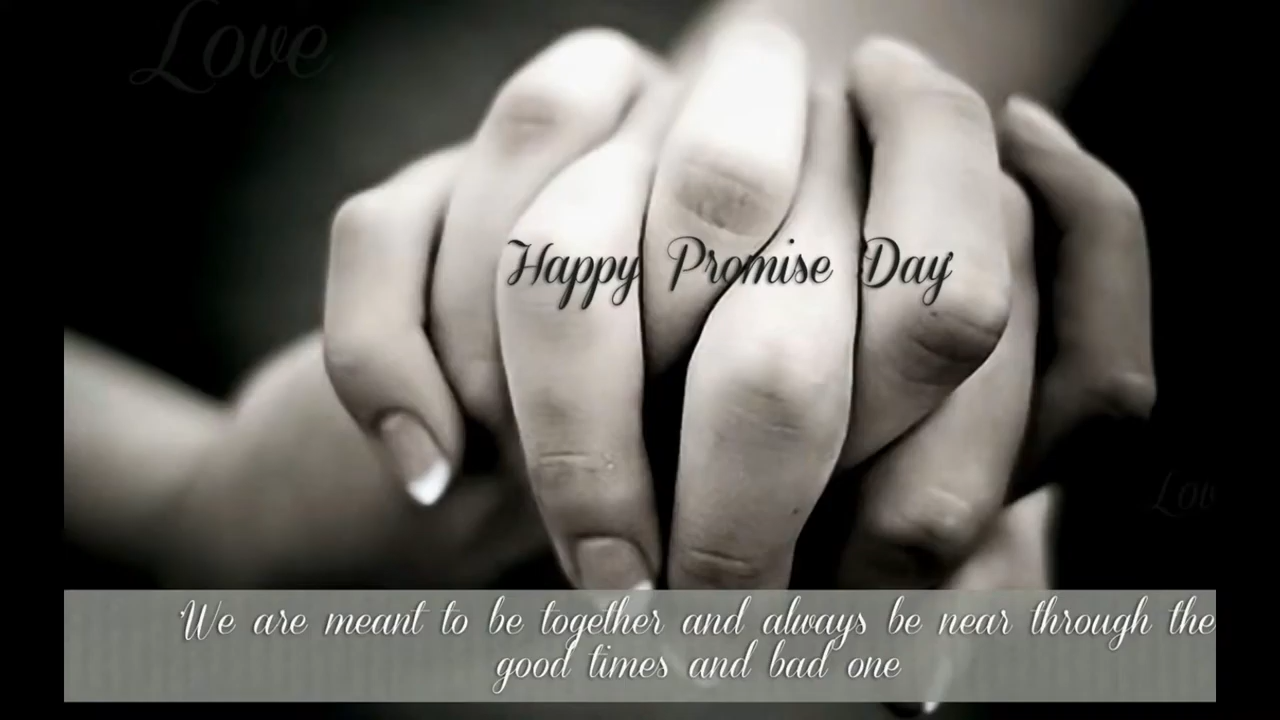 Love
Happy Promise Day
Lov
We are meant to be together and always be near through the
good times and bad one